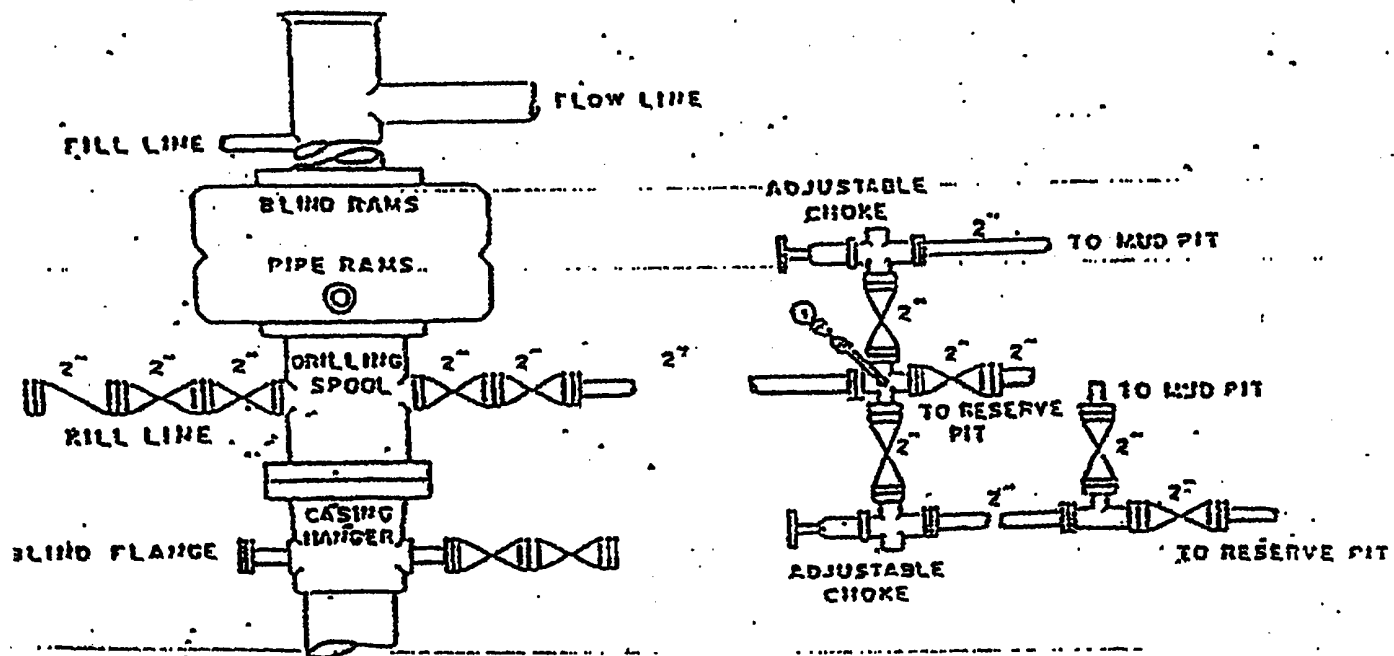 FLOW LINE
FILL LINE
BLIND RAMS
PIPE RAMS
2" 2" 2"
DRILLING
SPOOL
2" 2" 2"
KILL LINE
CASING
HANGER
BLIND FLANGE
ADJUSTABLE
CHOKE
2"
TO MUD PIT
2"
2" 2"
TO RESERVE
PIT
TO MUD PIT
2"
2"
2"
2"
TO RESERVE PIT
ADJUSTABLE
CHOKE